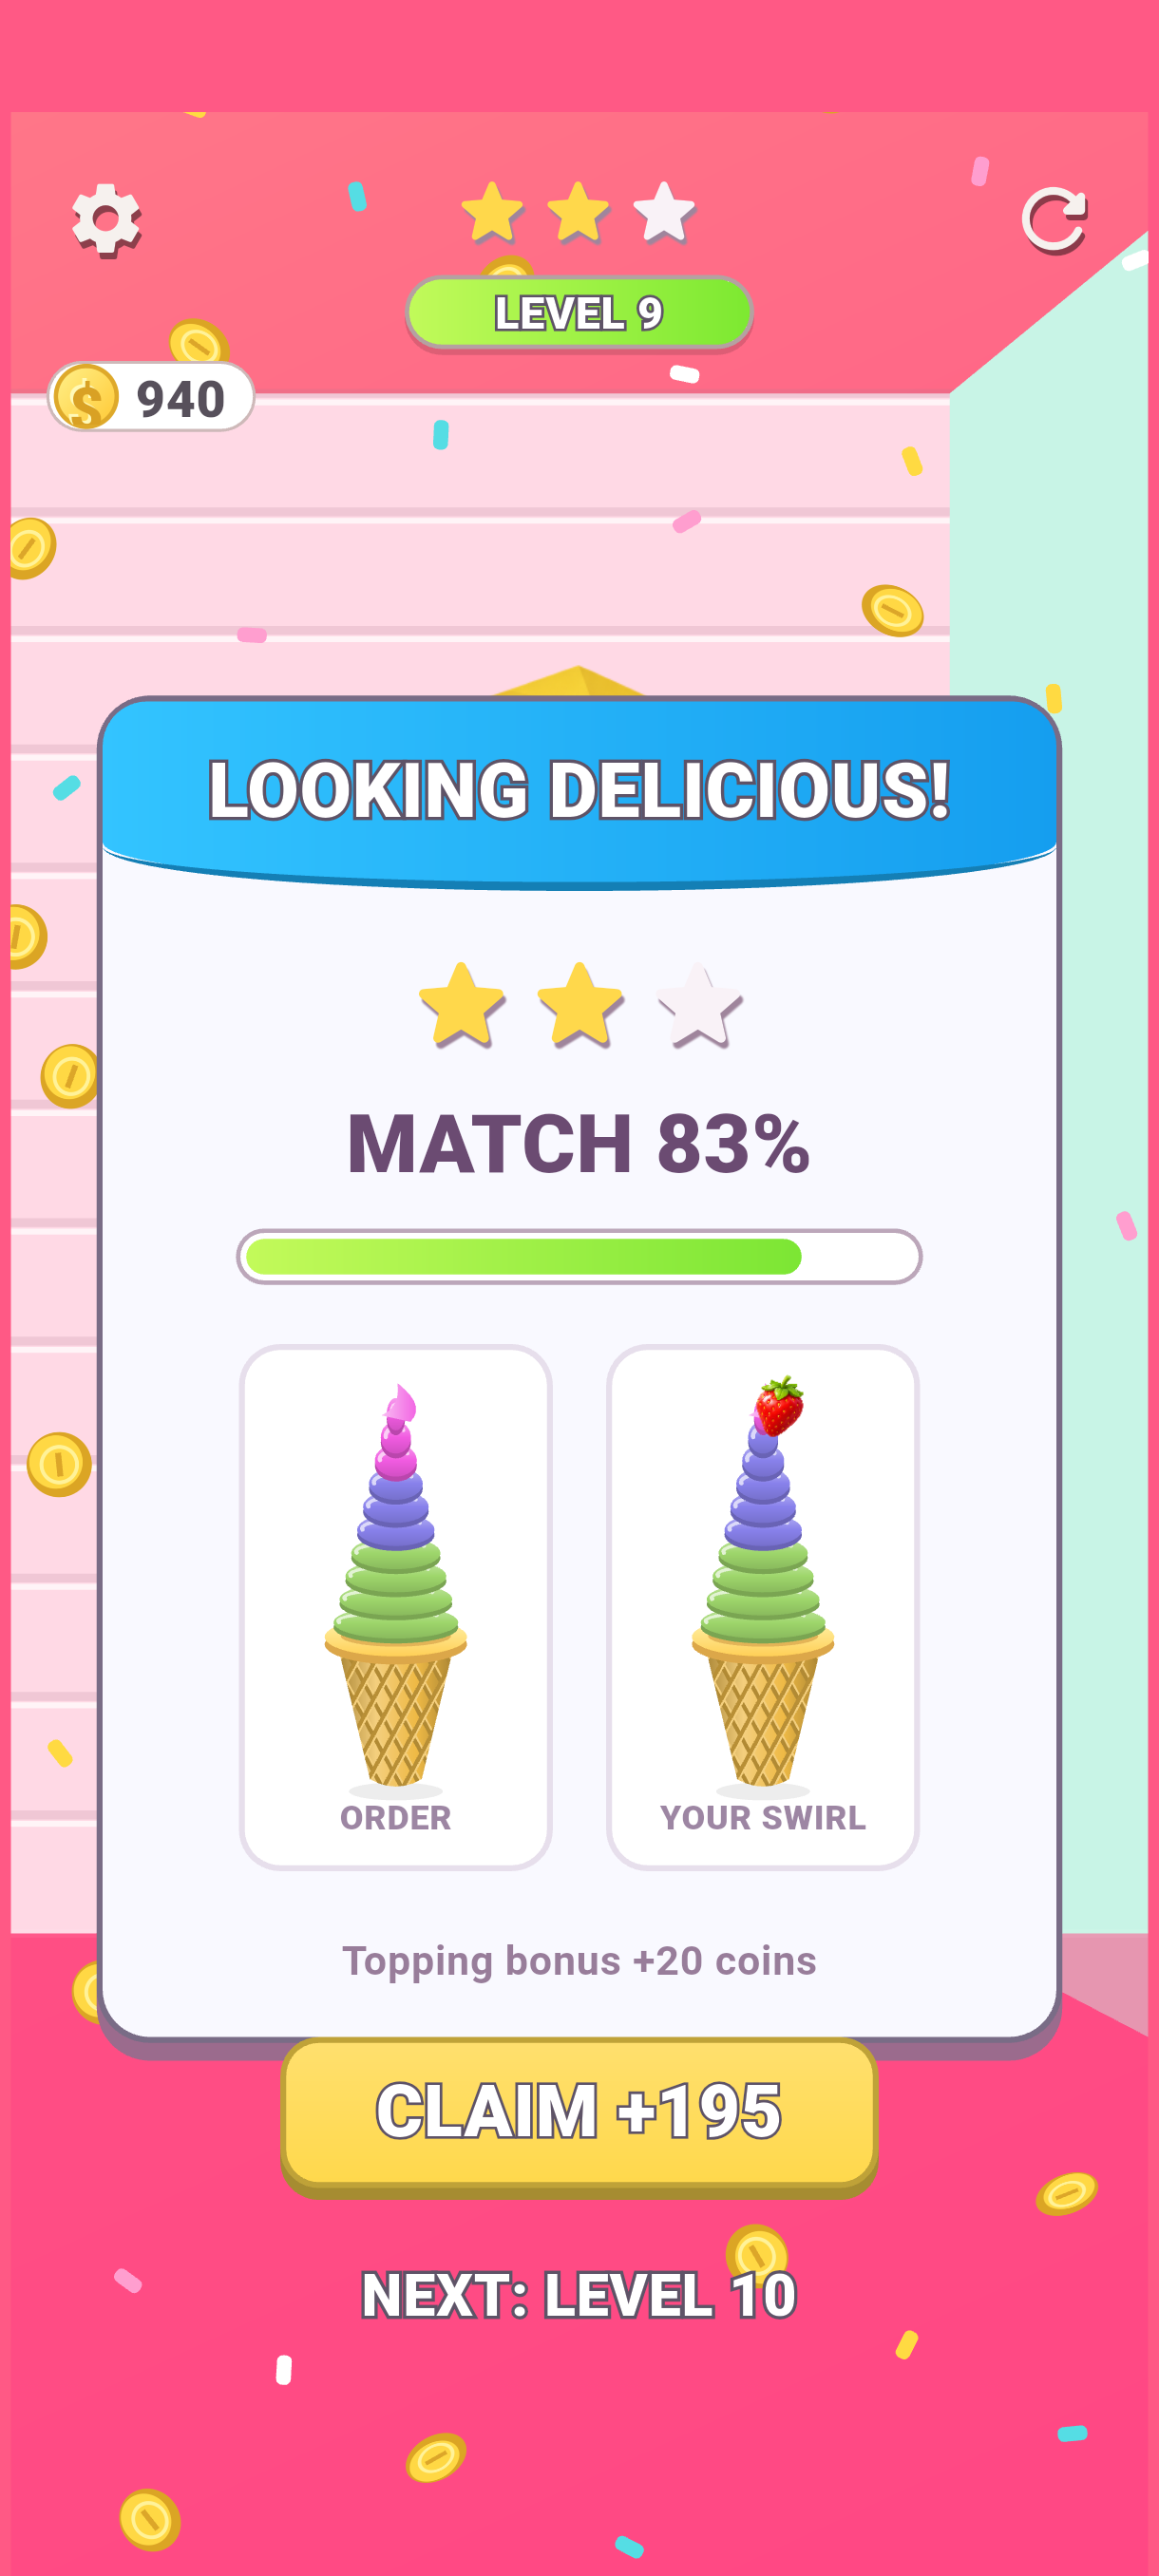 LEVEL 9
$ 940
LOOKING DELICIOUS!
MATCH 83%
ORDER
YOUR SWIRL
Topping bonus +20 coins
CLAIM +195
NEXT: LEVEL 10